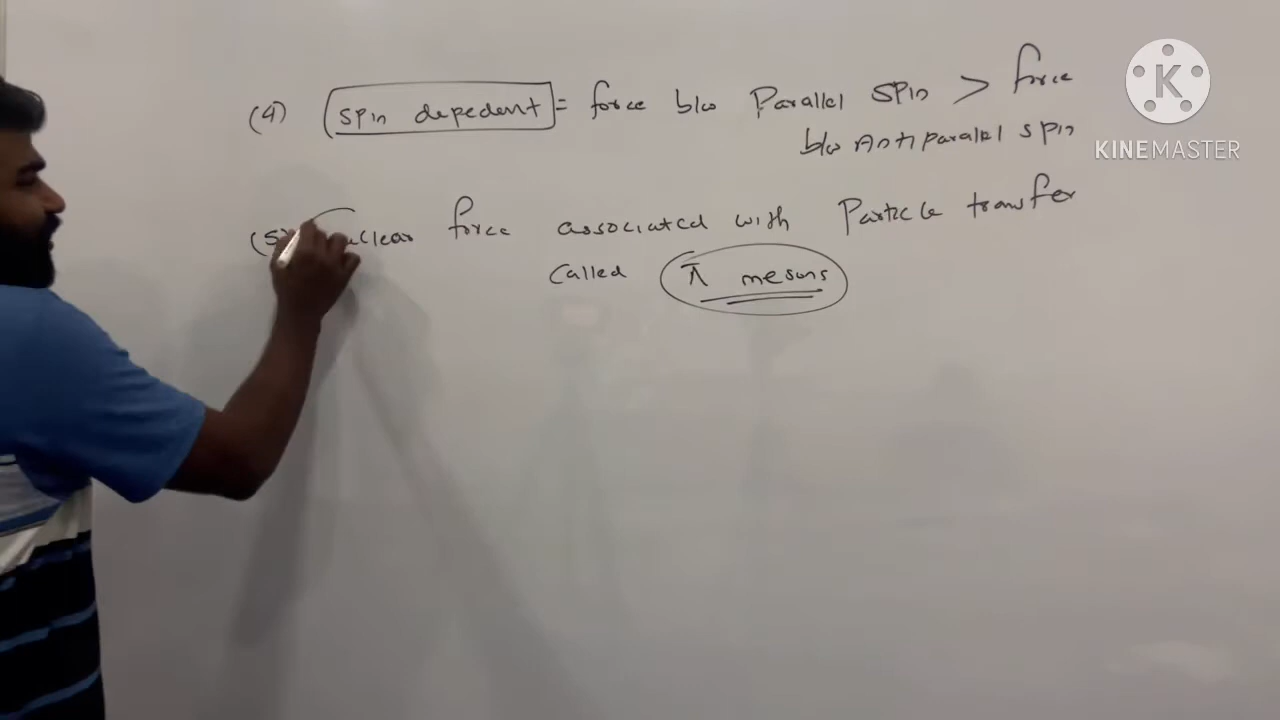 (4) spin depedent = force b/w Parallel spin > force
b/w Antiparallel spin
(5) nuclear force associated with Particle transfer
called π mesons
K
KINEMASTER